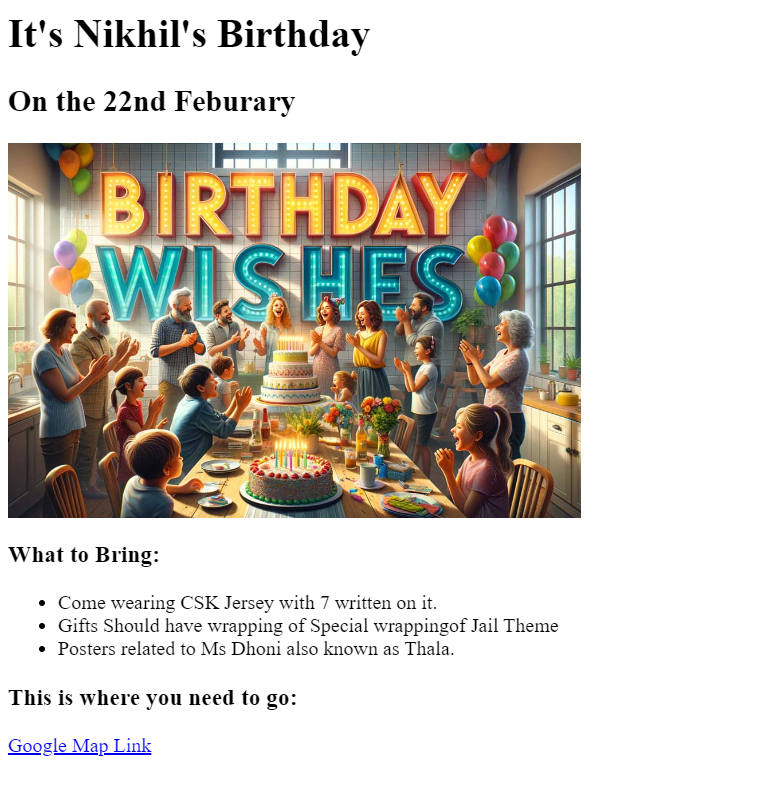 It's Nikhil's Birthday
On the 22nd Feburary
BIRTHDAY
WISHES
What to Bring:
Come wearing CSK Jersey with 7 written on it.
Gifts Should have wrapping of Special wrappingof Jail Theme
Posters related to Ms Dhoni also known as Thala.
This is where you need to go:
Google Map Link